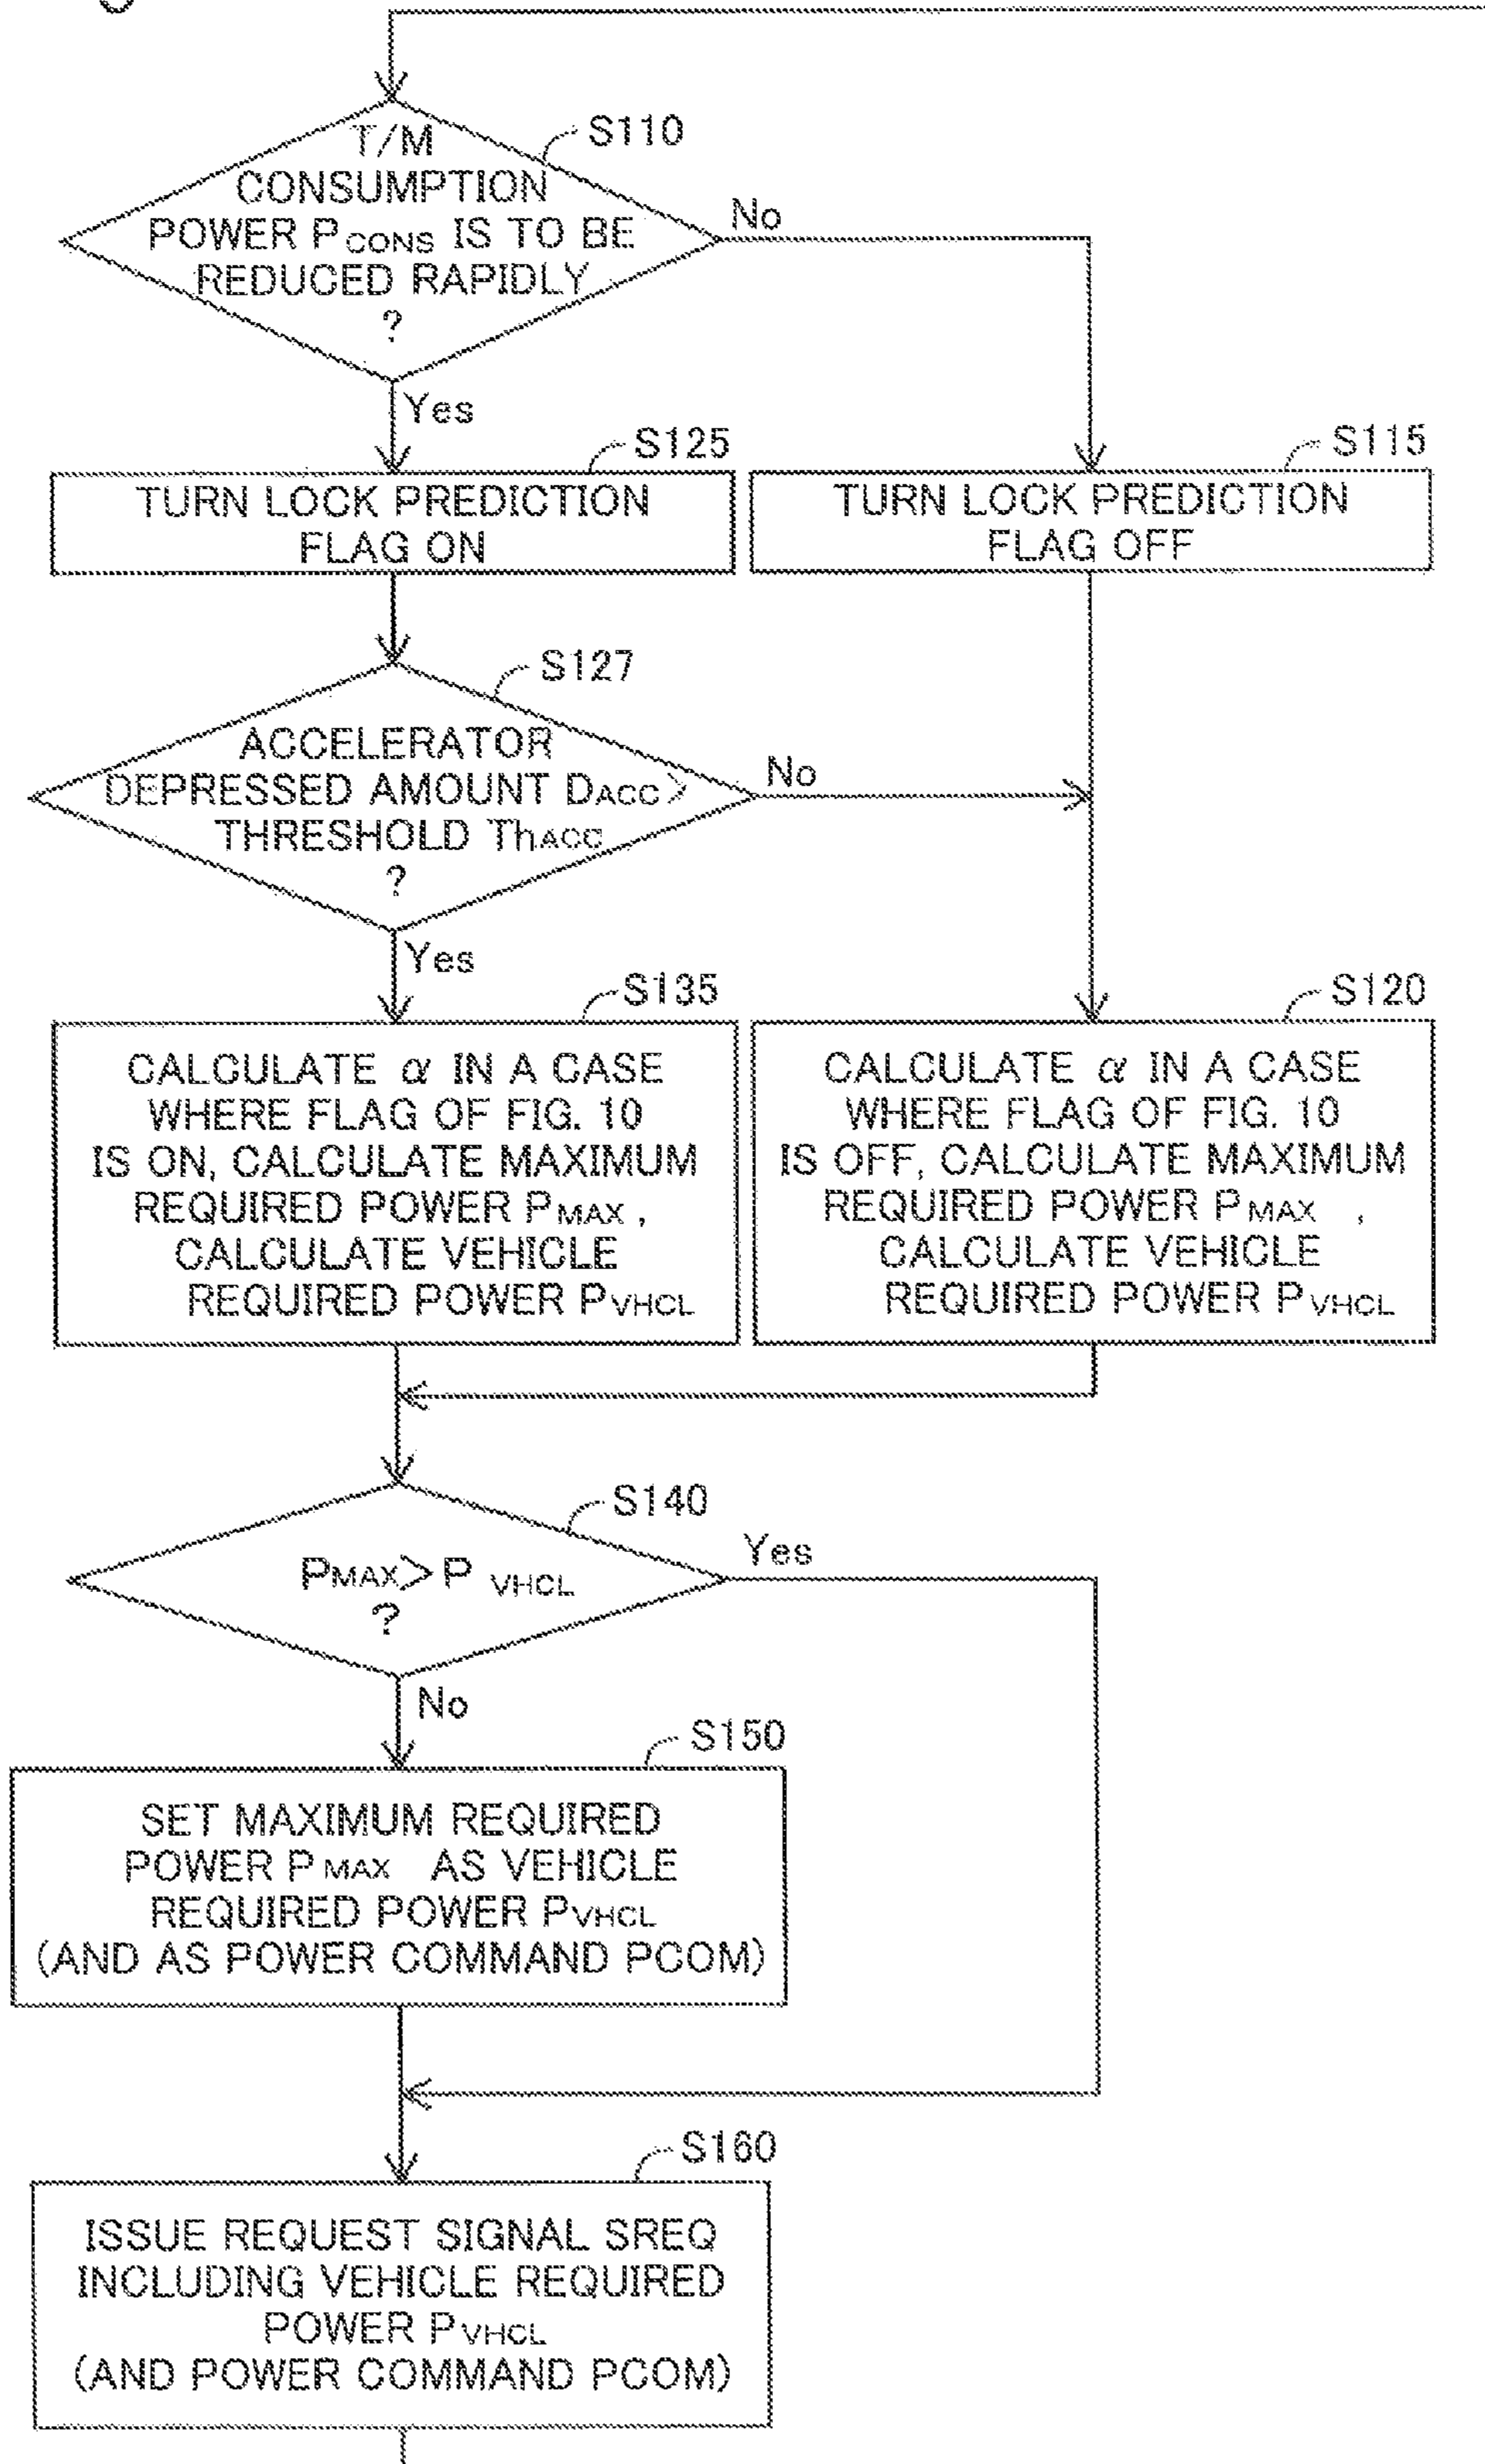 S110
T/M
CONSUMPTION
POWER PCONS IS TO BE
REDUCED RAPIDLY
?
No
Yes
S125
TURN LOCK PREDICTION
FLAG ON
S115
TURN LOCK PREDICTION
FLAG OFF
S127
ACCELERATOR
DEPRESSED AMOUNT DACC>
THRESHOLD ThACC
?
No
Yes
S135
CALCULATE α IN A CASE
WHERE FLAG OF FIG. 10
IS ON, CALCULATE MAXIMUM
REQUIRED POWER PMAX ,
CALCULATE VEHICLE
REQUIRED POWER PVHCL
S120
CALCULATE α IN A CASE
WHERE FLAG OF FIG. 10
IS OFF, CALCULATE MAXIMUM
REQUIRED POWER PMAX ,
CALCULATE VEHICLE
REQUIRED POWER PVHCL
S140
PMAX>P VHCL
?
Yes
No
S150
SET MAXIMUM REQUIRED
POWER PMAX AS VEHICLE
REQUIRED POWER PVHCL
(AND AS POWER COMMAND PCOM)
S160
ISSUE REQUEST SIGNAL SREQ
INCLUDING VEHICLE REQUIRED
POWER PVHCL
(AND POWER COMMAND PCOM)